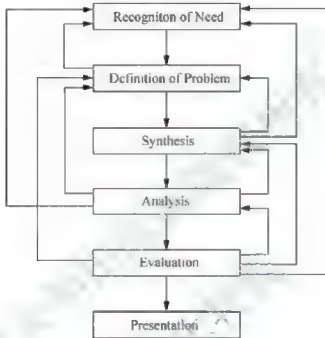 Recogniton of Need
Definition of Problem
Synthesis
Analysis
Evaluation
Presentation